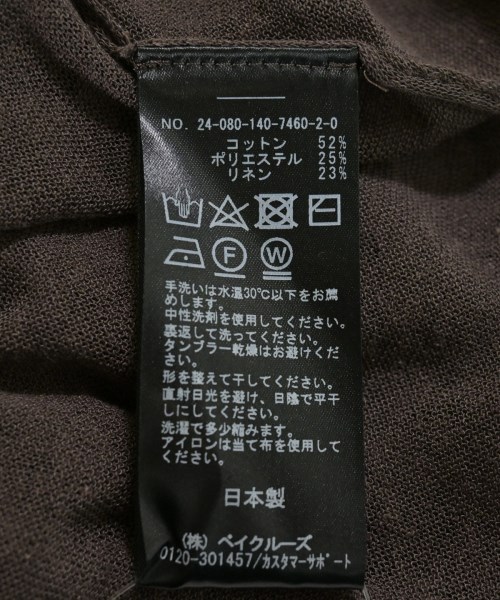 NO. 24-080-140-7460-2-0
コットン 52%
ポリエステル 25%
リネン 23%
F W
手洗いは水温30℃以下をお薦
めします。
中性洗剤を使用してください。
裏返して洗ってください。
タンブラー乾燥はお避けくだ
さい。
形を整えて干してください。
直射日光を避け、日陰で平干
しにしてください。
洗濯で多少縮みます。
アイロンは当て布を使用して
ください。
日本製
(株) ベイクルーズ
0120-301457/カスタマーサポート